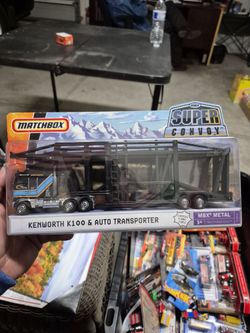 MATCHBOX
SUPER
CONVOY
KENWORTH K100 & AUTO TRANSPORTER
MBX METAL